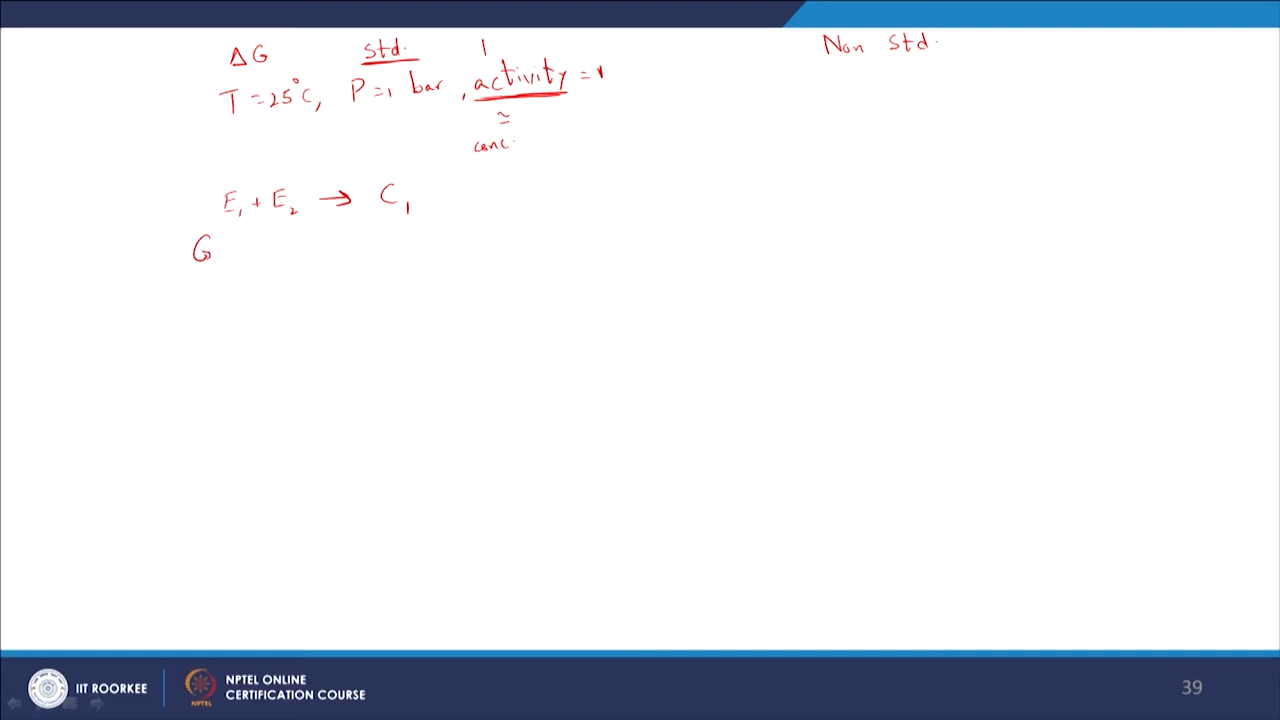 ΔG std. 1 Non std.
T = 25°C, P = 1 bar, activity = 1
≃
conc.
E₁ + E₂ → C₁
G
IIT ROORKEE
NPTEL ONLINE
CERTIFICATION COURSE
NPTEL
39